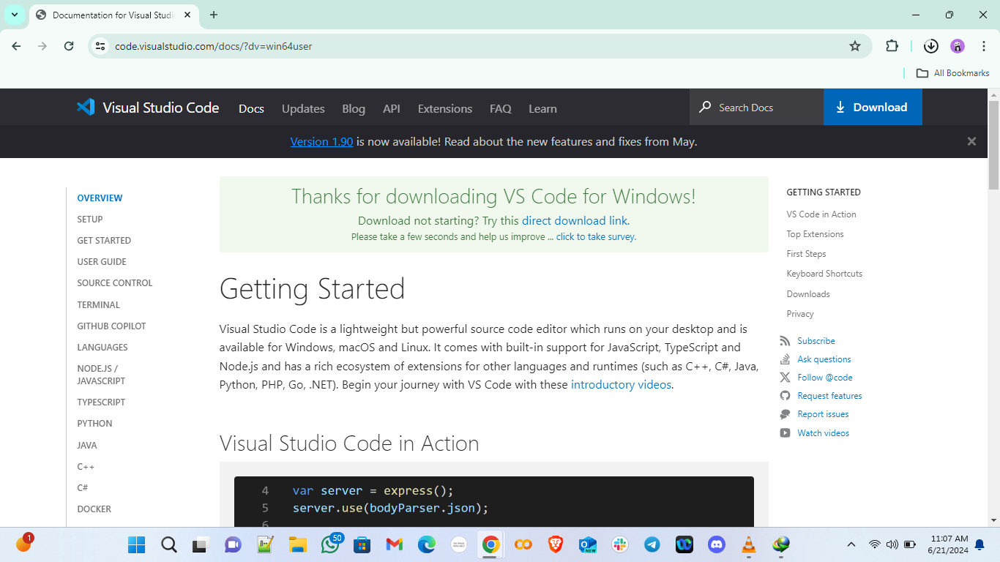 Documentation for Visual Studi
code.visualstudio.com/docs/?dv=win64user
All Bookmarks
Visual Studio Code
Docs
Updates
Blog
API
Extensions
FAQ
Learn
Search Docs
Download
Version 1.90 is now available! Read about the new features and fixes from May.
OVERVIEW
SETUP
GET STARTED
USER GUIDE
SOURCE CONTROL
TERMINAL
GITHUB COPILOT
LANGUAGES
NODE.JS /
JAVASCRIPT
TYPESCRIPT
PYTHON
JAVA
C++
C#
DOCKER
Thanks for downloading VS Code for Windows!
Download not starting? Try this direct download link.
Please take a few seconds and help us improve ... click to take survey.
Getting Started
Visual Studio Code is a lightweight but powerful source code editor which runs on your desktop and is
available for Windows, macOS and Linux. It comes with built-in support for JavaScript, TypeScript and
Node.js and has a rich ecosystem of extensions for other languages and runtimes (such as C++, C#, Java,
Python, PHP, Go, .NET). Begin your journey with VS Code with these introductory videos.
Visual Studio Code in Action
4 var server = express();
5 server.use(bodyParser.json);
6
GETTING STARTED
VS Code in Action
Top Extensions
First Steps
Keyboard Shortcuts
Downloads
Privacy
Subscribe
Ask questions
Follow @code
Request features
Report issues
Watch videos
1
50
NEW
11:07 AM
6/21/2024